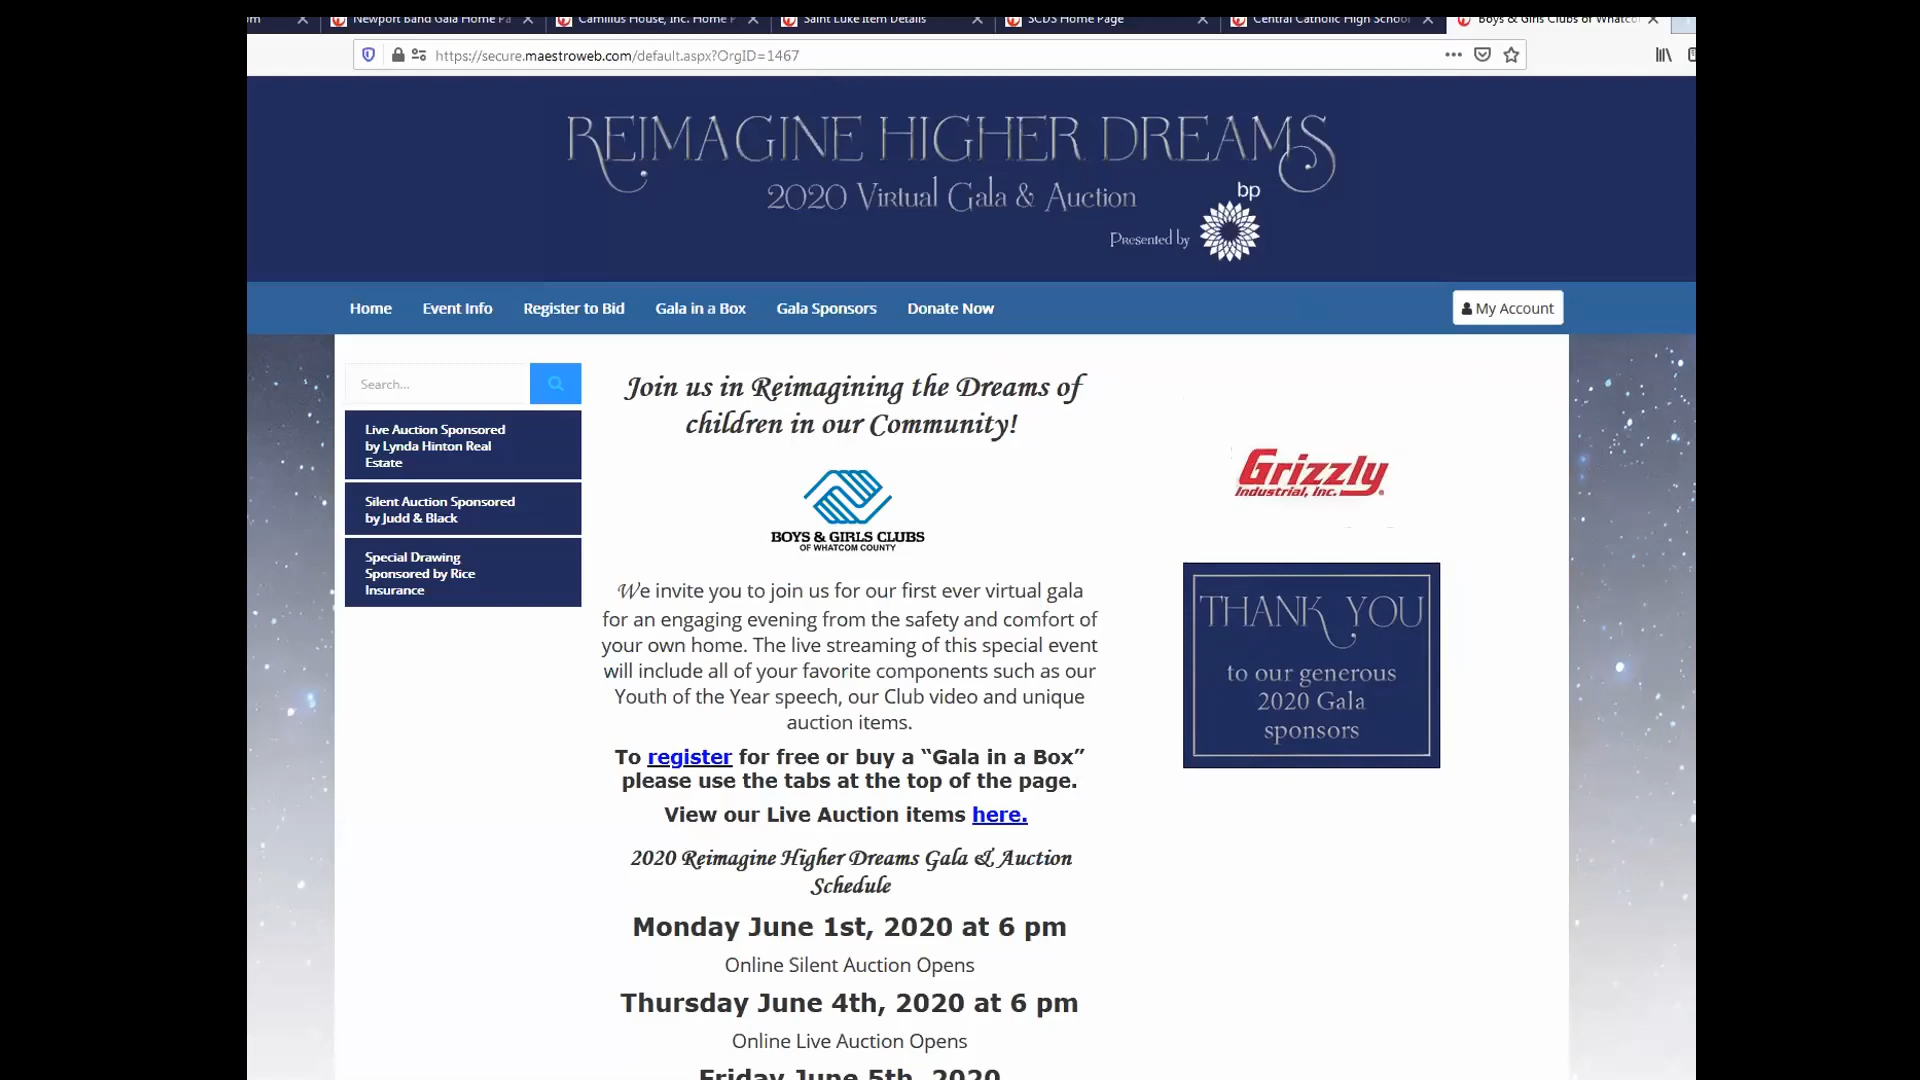 Newport Band Gala Home Pa
Camillus House, Inc. Home P
Saint Luke Item Details
SCDS Home Page
Central Catholic High School
Boys & Girls Clubs of Whatco
https://secure.maestroweb.com/default.aspx?OrgID=1467
REIMAGINE HIGHER DREAMS
2020 Virtual Gala & Auction
bp
Presented by
Home
Event Info
Register to Bid
Gala in a Box
Gala Sponsors
Donate Now
My Account
Search...
Live Auction Sponsored
by Lynda Hinton Real
Estate
Silent Auction Sponsored
by Judd & Black
Special Drawing
Sponsored by Rice
Insurance
Join us in Reimagining the Dreams of
children in our Community!
BOYS & GIRLS CLUBS
OF WHATCOM COUNTY
We invite you to join us for our first ever virtual gala
for an engaging evening from the safety and comfort of
your own home. The live streaming of this special event
will include all of your favorite components such as our
Youth of the Year speech, our Club video and unique
auction items.
To register for free or buy a “Gala in a Box”
please use the tabs at the top of the page.
View our Live Auction items here.
2020 Reimagine Higher Dreams Gala & Auction
Schedule
Monday June 1st, 2020 at 6 pm
Online Silent Auction Opens
Thursday June 4th, 2020 at 6 pm
Online Live Auction Opens
Friday June 5th, 2020
Grizzly
Industrial, Inc.®
THANK YOU
to our generous
2020 Gala
sponsors